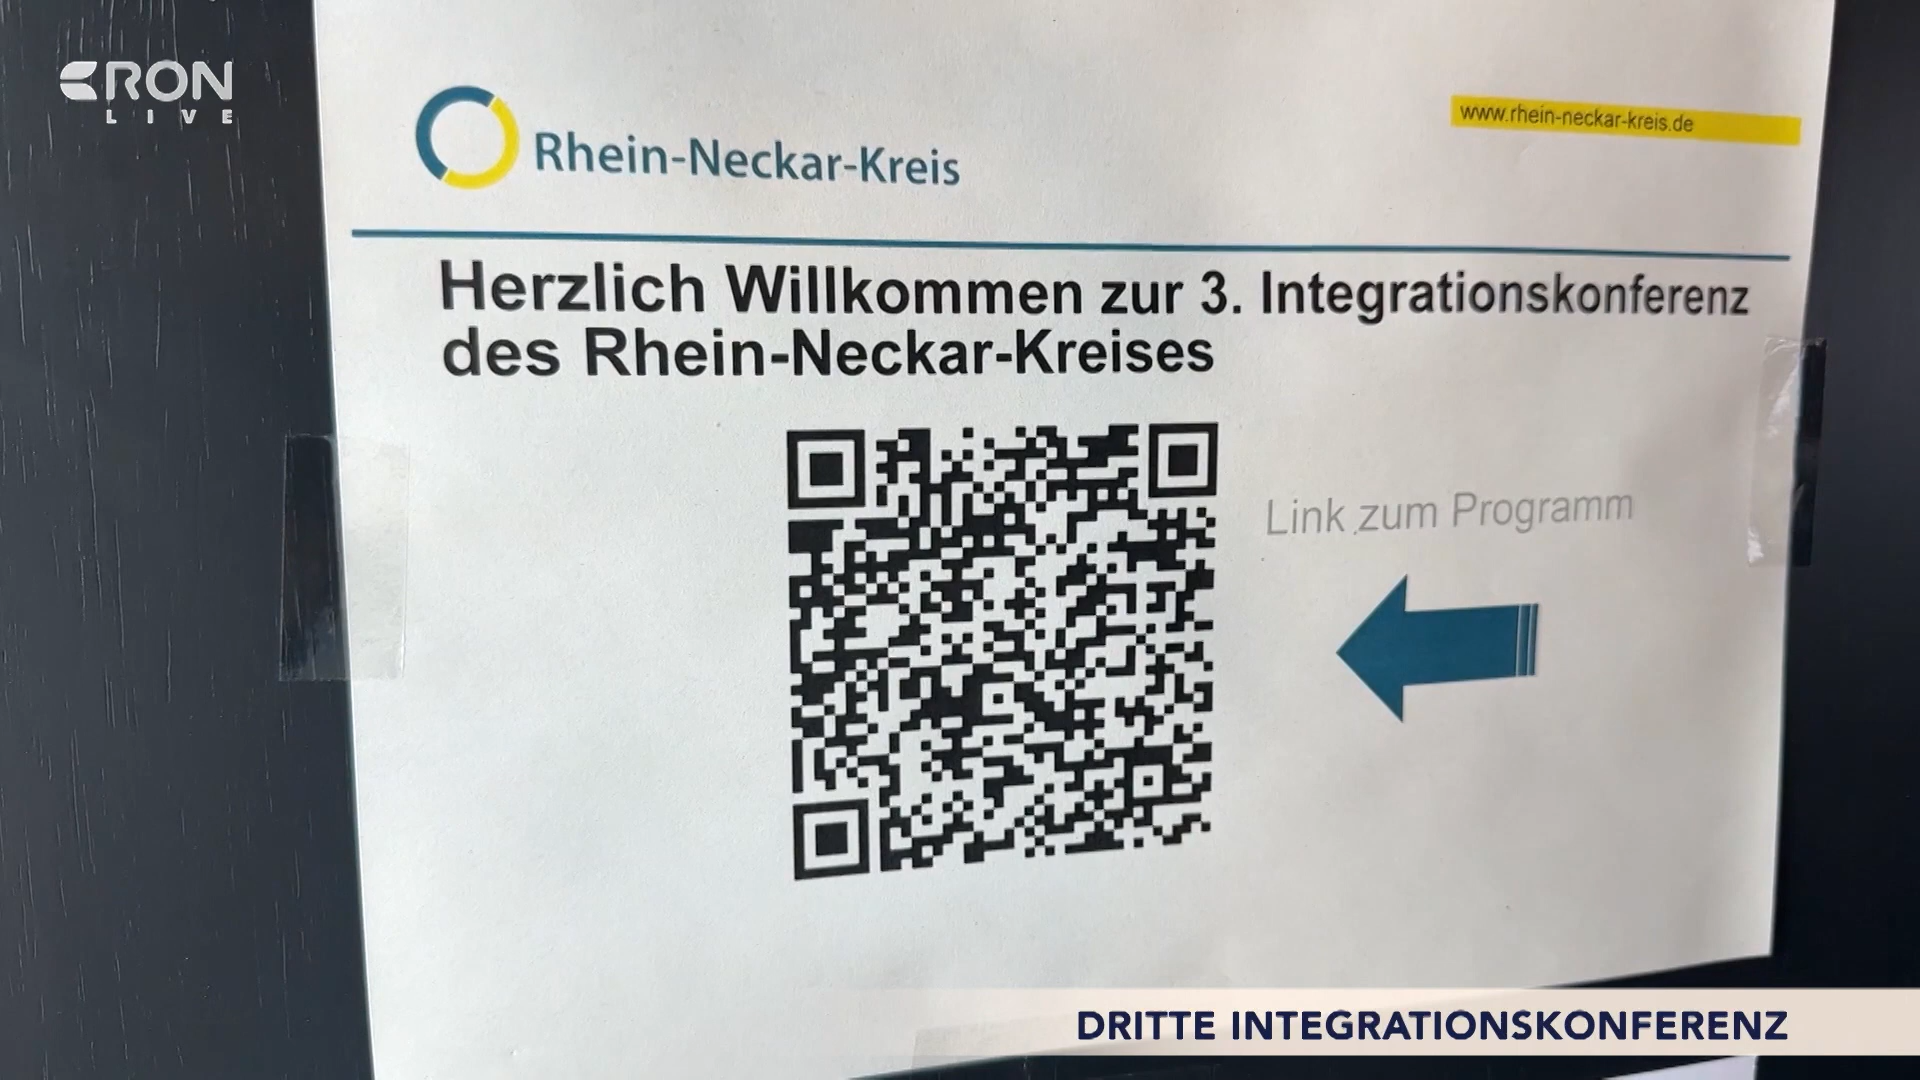 RON
LIVE
www.rhein-neckar-kreis.de
Rhein-Neckar-Kreis
Herzlich Willkommen zur 3. Integrationskonferenz
des Rhein-Neckar-Kreises
Link zum Programm
DRITTE INTEGRATIONSKONFERENZ